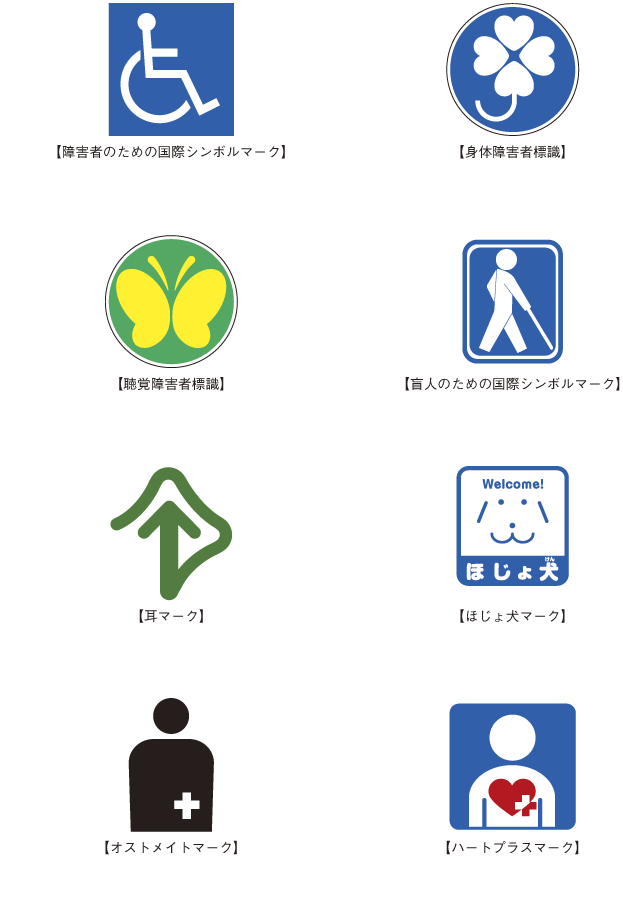 【障害者のための国際シンボルマーク】
【身体障害者標識】
【聴覚障害者標識】
【盲人のための国際シンボルマーク】
【耳マーク】
Welcome!
けん
ほじょ犬
【ほじょ犬マーク】
【オストメイトマーク】
【ハートプラスマーク】